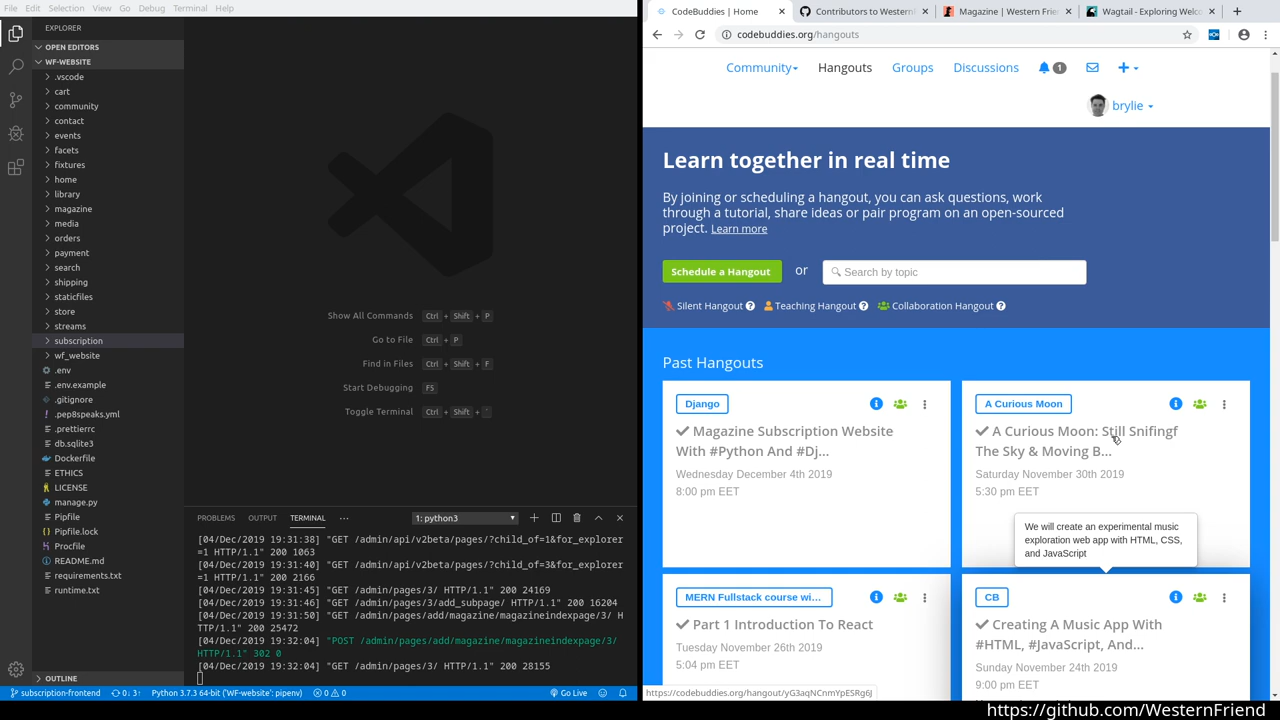 File Edit Selection View Go Debug Terminal Help
EXPLORER
OPEN EDITORS
WF-WEBSITE
.vscode
cart
community
contact
events
facets
fixtures
home
library
magazine
media
orders
payment
search
shipping
staticfiles
store
streams
subscription
wf_website
.env
.env.example
.gitignore
.pep8speaks.yml
.prettierrc
db.sqlite3
Dockerfile
ETHICS
LICENSE
manage.py
Pipfile
Pipfile.lock
Procfile
README.md
requirements.txt
runtime.txt
OUTLINE
Show All Commands Ctrl + Shift + P
Go to File Ctrl + P
Find in Files Ctrl + Shift + F
Start Debugging F5
Toggle Terminal Ctrl + Shift + `
PROBLEMS OUTPUT TERMINAL ··· 1: python3
[04/Dec/2019 19:31:38] "GET /admin/api/v2beta/pages/?child_of=1&for_explorer
=1 HTTP/1.1" 200 1063
[04/Dec/2019 19:31:40] "GET /admin/api/v2beta/pages/?child_of=3&for_explorer
=1 HTTP/1.1" 200 2166
[04/Dec/2019 19:31:45] "GET /admin/pages/3/ HTTP/1.1" 200 24169
[04/Dec/2019 19:31:46] "GET /admin/pages/3/add_subpage/ HTTP/1.1" 200 16204
[04/Dec/2019 19:31:50] "GET /admin/pages/add/magazine/magazineindexpage/3/ H
TTP/1.1" 200 25472
[04/Dec/2019 19:32:04] "POST /admin/pages/add/magazine/magazineindexpage/3/
HTTP/1.1" 302 0
[04/Dec/2019 19:32:04] "GET /admin/pages/3/ HTTP/1.1" 200 28155
subscription-frontend 0↓ 3↑ Python 3.7.3 64-bit ('WF-website': pipenv) 0 0 Go Live
CodeBuddies | Home
Contributors to Western
Magazine | Western Frie
Wagtail - Exploring Welc
codebuddies.org/hangouts
Community Hangouts Groups Discussions 1 +
brylie
Learn together in real time
By joining or scheduling a hangout, you can ask questions, work
through a tutorial, share ideas or pair program on an open-sourced
project. Learn more
Schedule a Hangout or Search by topic
Silent Hangout Teaching Hangout Collaboration Hangout
Past Hangouts
Django
Magazine Subscription Website
With #Python And #Dj...
Wednesday December 4th 2019
8:00 pm EET
A Curious Moon
A Curious Moon: Still Snifingf
The Sky & Moving B...
Saturday November 30th 2019
5:30 pm EET
We will create an experimental music
exploration web app with HTML, CSS,
and JavaScript
MERN Fullstack course wi...
Part 1 Introduction To React
Tuesday November 26th 2019
5:04 pm EET
CB
Creating A Music App With
#HTML, #JavaScript, And...
Sunday November 24th 2019
9:00 pm EET
https://codebuddies.org/hangout/yG3aqNCnmYpE5Rg6J
https://github.com/WesternFriend